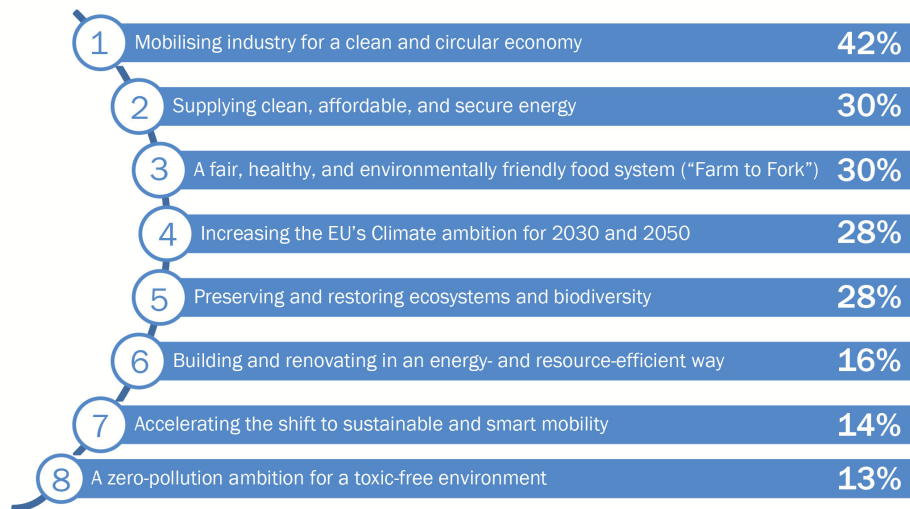 1 Mobilising industry for a clean and circular economy 42%
2 Supplying clean, affordable, and secure energy 30%
3 A fair, healthy, and environmentally friendly food system (“Farm to Fork”) 30%
4 Increasing the EU’s Climate ambition for 2030 and 2050 28%
5 Preserving and restoring ecosystems and biodiversity 28%
6 Building and renovating in an energy- and resource-efficient way 16%
7 Accelerating the shift to sustainable and smart mobility 14%
8 A zero-pollution ambition for a toxic-free environment 13%